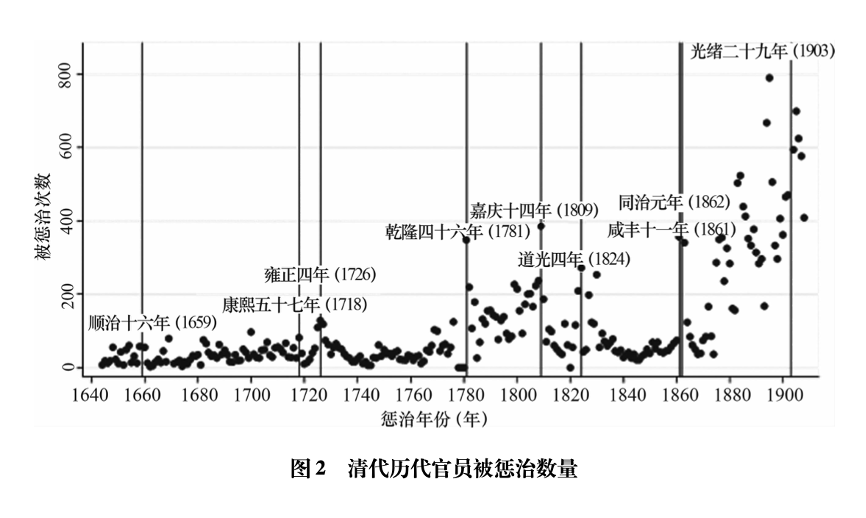 光绪二十九年 (1903)
800
600
同治元年 (1862)
嘉庆十四年 (1809)
400
乾隆四十六年 (1781)
咸丰十一年 (1861)
道光四年 (1824)
雍正四年 (1726)
200
康熙五十七年 (1718)
顺治十六年 (1659)
0
被惩治次数
1640 1660 1680 1700 1720 1740 1760 1780 1800 1820 1840 1860 1880 1900
惩治年份 (年)
图 2 清代历代官员被惩治数量